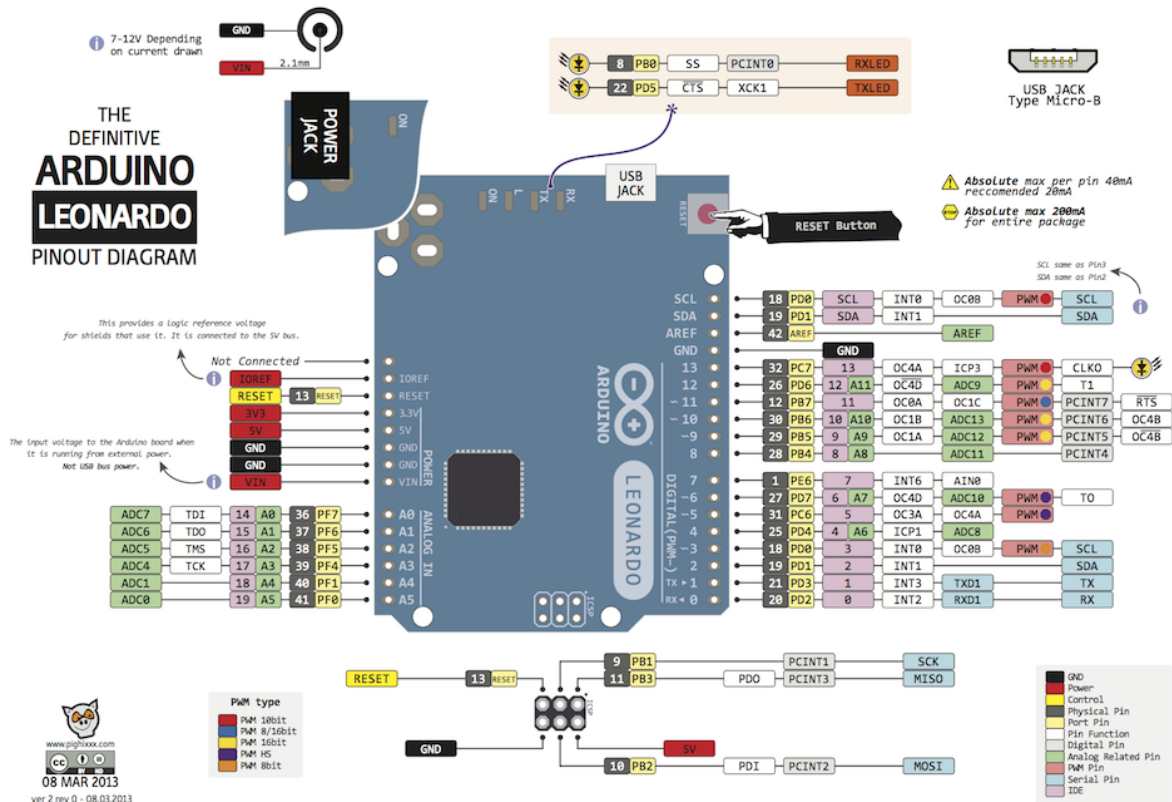 7-12V Depending
on current drawn
GND
VIN 2.1mm
THE
DEFINITIVE
ARDUINO
LEONARDO
PINOUT DIAGRAM
POWER JACK
ON
8 PB0 SS PCINT0 RXLED
22 PD5 CTS XCK1 TXLED
USB JACK
Type Micro-B
ON L TX RX
USB
JACK
RESET
RESET Button
Absolute max per pin 40mA
reccomended 20mA
STOP
Absolute max 200mA
for entire package
SCL same as Pin3
SDA same as Pin2
This provides a logic reference voltage
for shields that use it. It is connected to the 5V bus.
Not Connected
IOREF
RESET 13 RESET
3V3
5V
GND
GND
VIN
The input voltage to the Arduino board when
it is running from external power.
Not USB bus power.
ADC7 TDI 14 A0 36 PF7
ADC6 TDO 15 A1 37 PF6
ADC5 TMS 16 A2 38 PF5
ADC4 TCK 17 A3 39 PF4
ADC1 18 A4 40 PF1
ADC0 19 A5 41 PF0
IOREF
RESET
3.3V
5V
GND
GND
VIN
POWER
A0
A1
A2
A3
A4
A5
ANALOG IN
ARDUINO
LEONARDO
DIGITAL(PWM~)
ICSP
SCL
SDA
AREF
GND
13
12
~11
~10
~9
8
7
~6
~5
4
~3
2
TX ▸ 1
RX ◂ 0
18 PD0 SCL INT0 OC0B PWM SCL
19 PD1 SDA INT1 SDA
42 AREF AREF
GND
32 PC7 13 OC4A ICP3 PWM CLKO
26 PD6 12 A11 OC4D ADC9 PWM T1
12 PB7 11 OC0A OC1C PWM PCINT7 RTS
30 PB6 10 A10 OC1B ADC13 PWM PCINT6 OC4B
29 PB5 9 A9 OC1A ADC12 PWM PCINT5 OC4B
28 PB4 8 A8 ADC11 PCINT4
1 PE6 7 INT6 AIN0
27 PD7 6 A7 OC4D ADC10 PWM TO
31 PC6 5 OC3A OC4A PWM
25 PD4 4 A6 ICP1 ADC8
18 PD0 3 INT0 OC0B PWM SCL
19 PD1 2 INT1 SDA
21 PD3 1 INT3 TXD1 TX
20 PD2 0 INT2 RXD1 RX
9 PB1 PCINT1 SCK
11 PB3 PDO PCINT3 MISO
RESET 13 RESET
ICSP
GND
5V
10 PB2 PDI PCINT2 MOSI
www.pighixxx.com
cc
08 MAR 2013
ver 2 rev 0 - 08.03.2013
PWM type
PWM 10bit
PWM 8/16bit
PWM 16bit
PWM HS
PWM 8bit
GND
Power
Control
Physical Pin
Port Pin
Pin Function
Digital Pin
Analog Related Pin
PWM Pin
Serial Pin
IDE